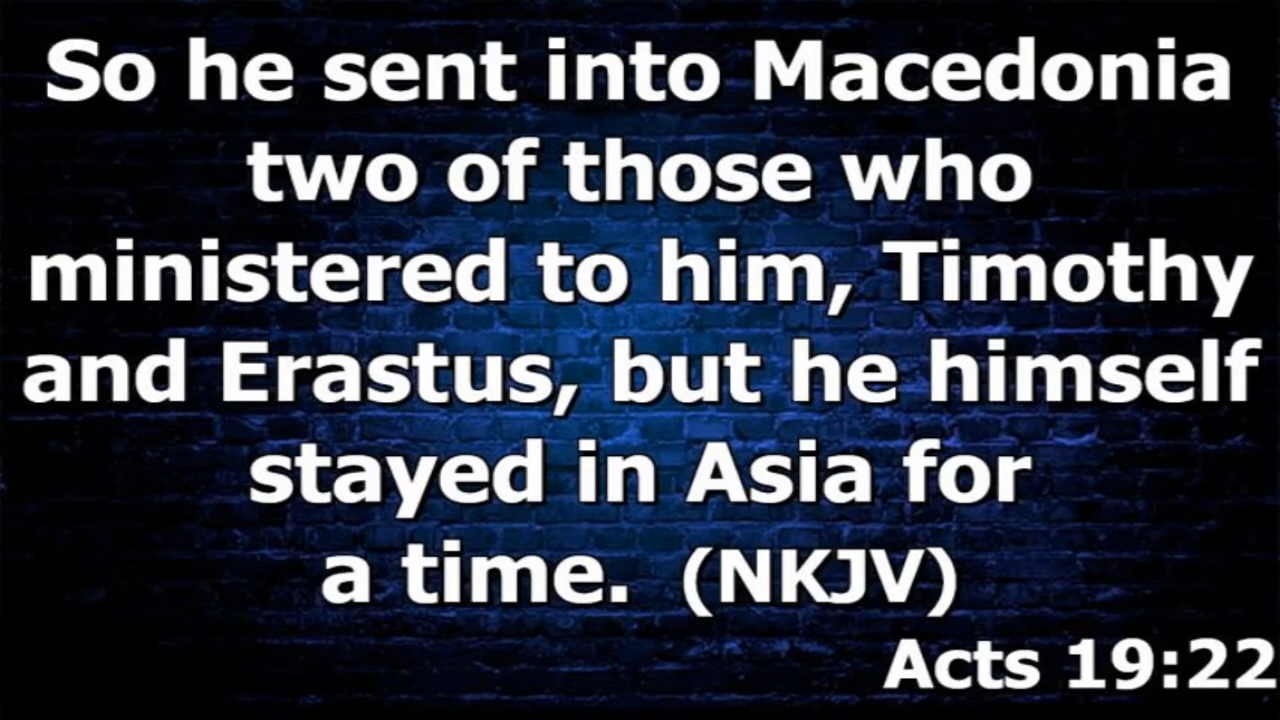 So he sent into Macedonia
two of those who
ministered to him, Timothy
and Erastus, but he himself
stayed in Asia for
a time. (NKJV)
Acts 19:22